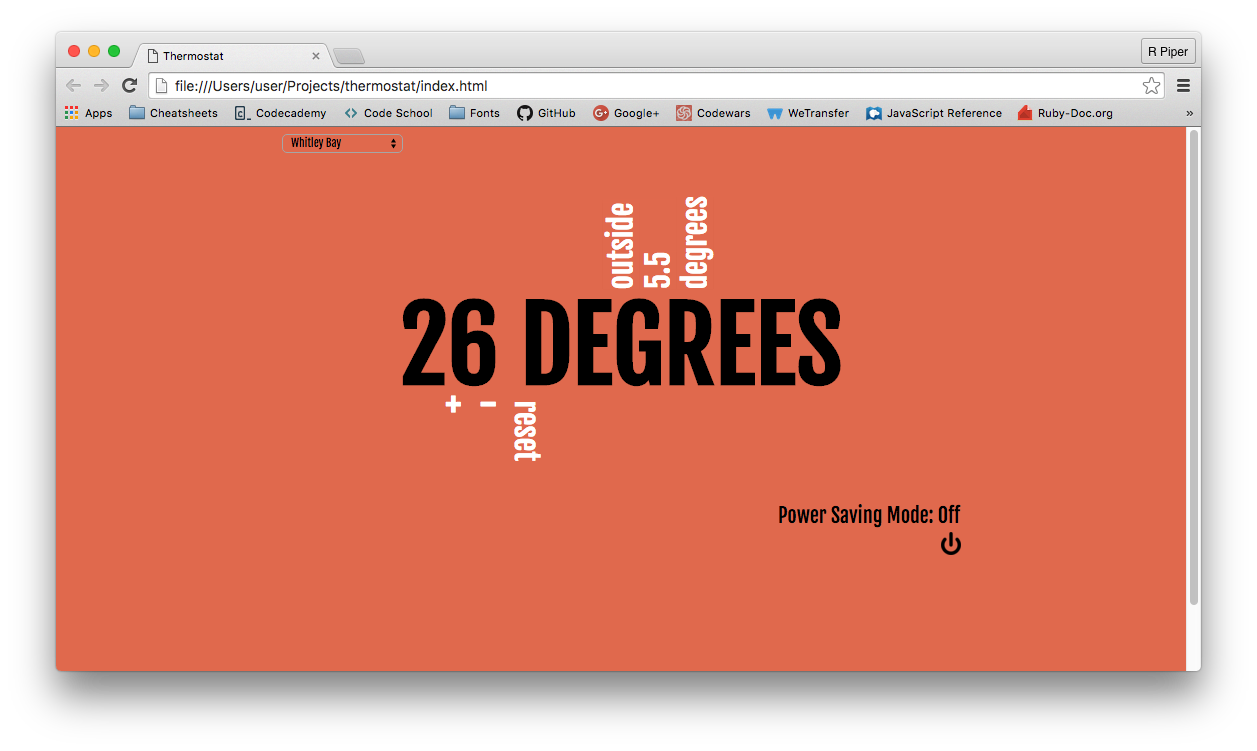 Thermostat
R Piper
file:///Users/user/Projects/thermostat/index.html
Apps Cheatsheets Codecademy Code School Fonts GitHub Google+ Codewars WeTransfer JavaScript Reference Ruby-Doc.org »
Whitley Bay
outside
5.5
degrees
26 DEGREES
+
−
reset
Power Saving Mode: Off